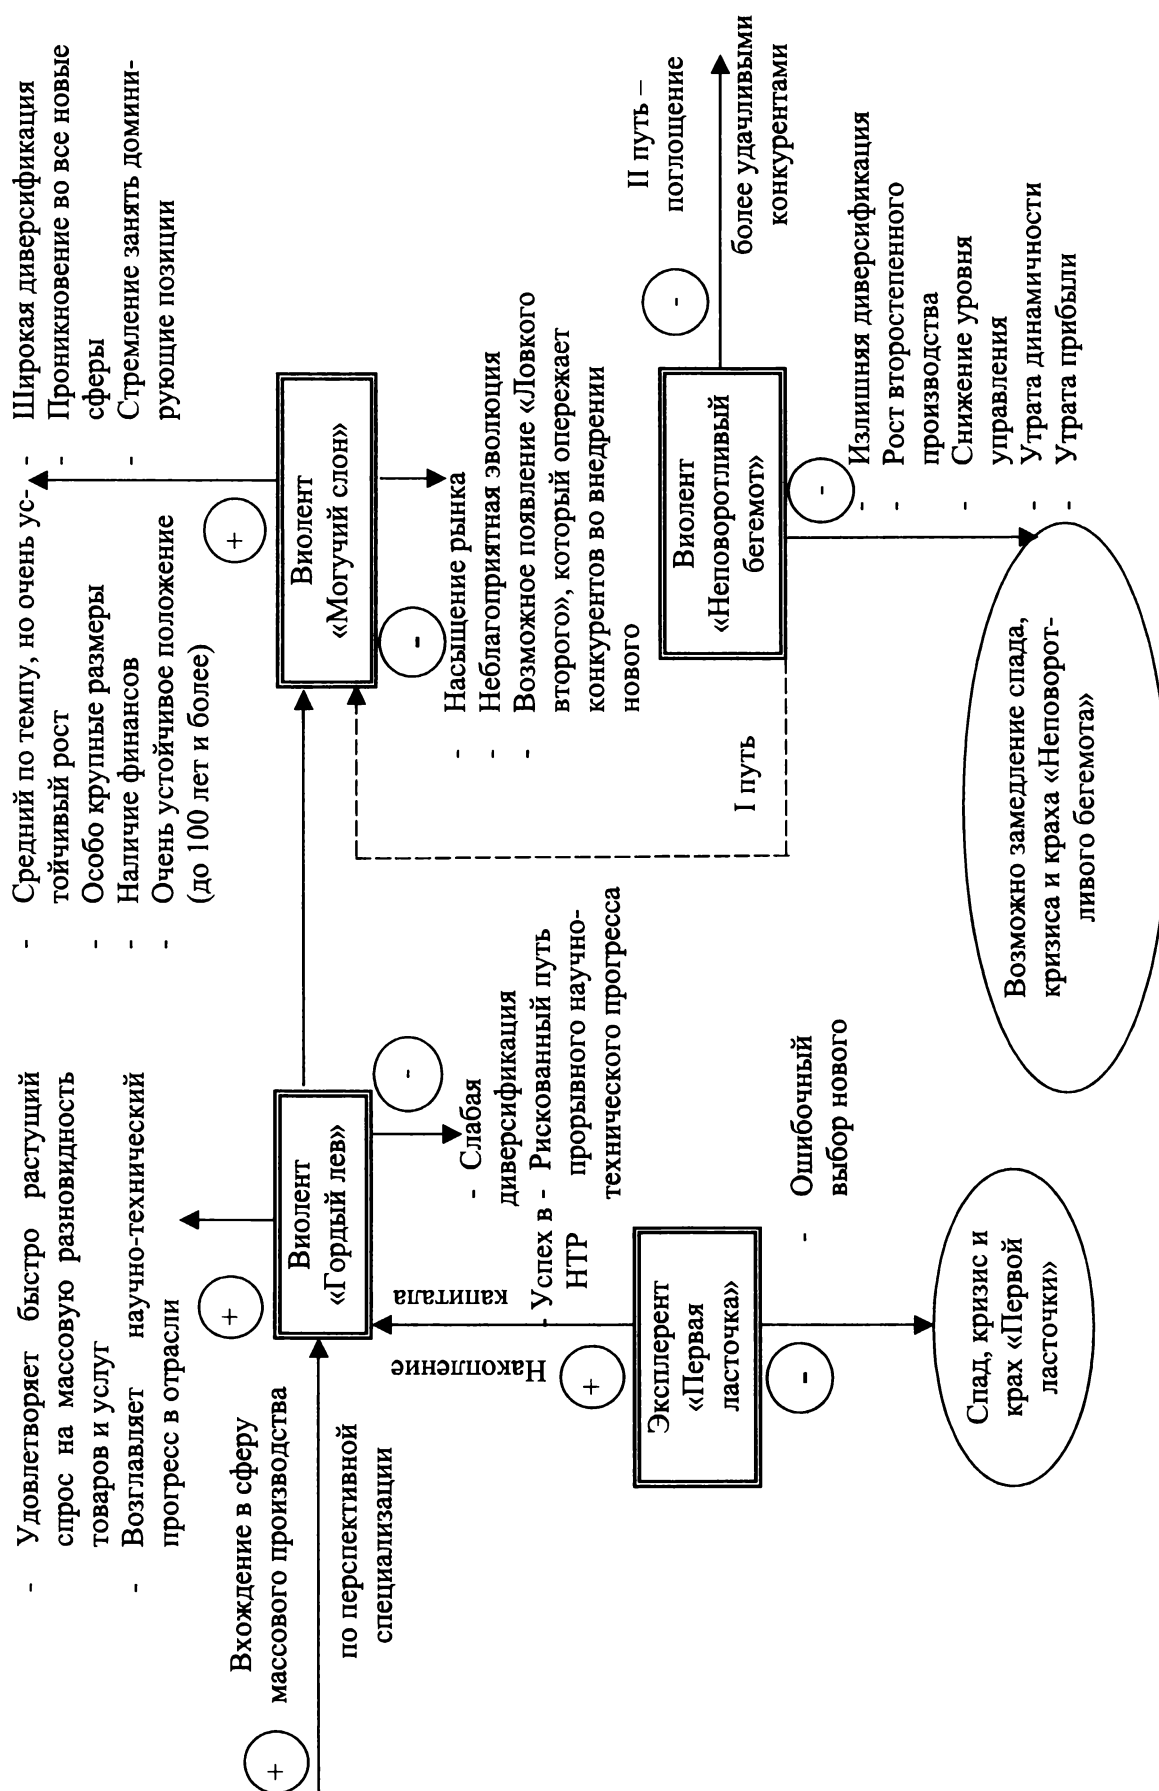 - Удовлетворяет быстро растущий
спрос на массовую разновидность
товаров и услуг
- Возглавляет научно-технический
прогресс в отрасли
- Средний по темпу, но очень ус-
тойчивый рост
- Особо крупные размеры
- Наличие финансов
- Очень устойчивое положение
(до 100 лет и более)
- Широкая диверсификация
- Проникновение во все новые
сферы
- Стремление занять домини-
рующие позиции
+
Вхождение в сферу
массового производства
по перспективной
специализации
+
Виолент
«Гордый лев»
-
- Слабая
диверсификация
- Рискованный путь
прорывного научно-
технического прогресса
+
Виолент
«Могучий слон»
-
- Насыщение рынка
- Неблагоприятная эволюция
- Возможное появление «Ловкого
второго», который опережает
конкурентов во внедрении
нового
Накопление
капитала
- Успех в
НТР
+
Эксплерент
«Первая
ласточка»
-
- Ошибочный
выбор нового
Спад, кризис и
крах «Первой
ласточки»
I путь
Виолент
«Неповоротливый
бегемот»
-
II путь –
поглощение
более удачливыми
конкурентами
-
- Излишняя диверсификация
- Рост второстепенного
производства
- Снижение уровня
управления
- Утрата динамичности
- Утрата прибыли
Возможно замедление спада,
кризиса и краха «Неповорот-
ливого бегемота»